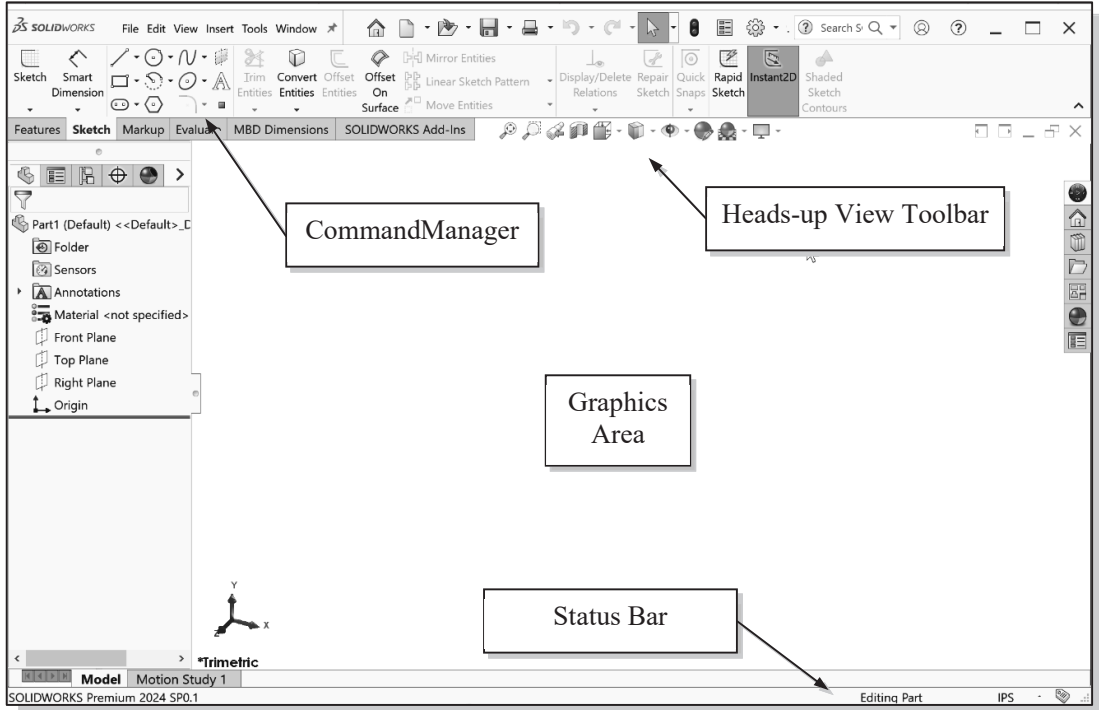 3S SOLIDWORKS File Edit View Insert Tools Window Search S
Sketch Smart Dimension Trim Entities Convert Entities Offset Entities Offset On Surface Mirror Entities
Linear Sketch Pattern
Move Entities
Display/Delete Relations Repair Sketch Quick Snaps Rapid Sketch Instant2D Shaded Sketch Contours
Features Sketch Markup Evalua MBD Dimensions SOLIDWORKS Add-Ins
Part1 (Default) <<Default>_D
Folder
Sensors
Annotations
Material <not specified>
Front Plane
Top Plane
Right Plane
Origin
CommandManager
Heads-up View Toolbar
Graphics
Area
Status Bar
Y
X
Z
*Trimetric
Model Motion Study 1
SOLIDWORKS Premium 2024 SP0.1 Editing Part IPS -